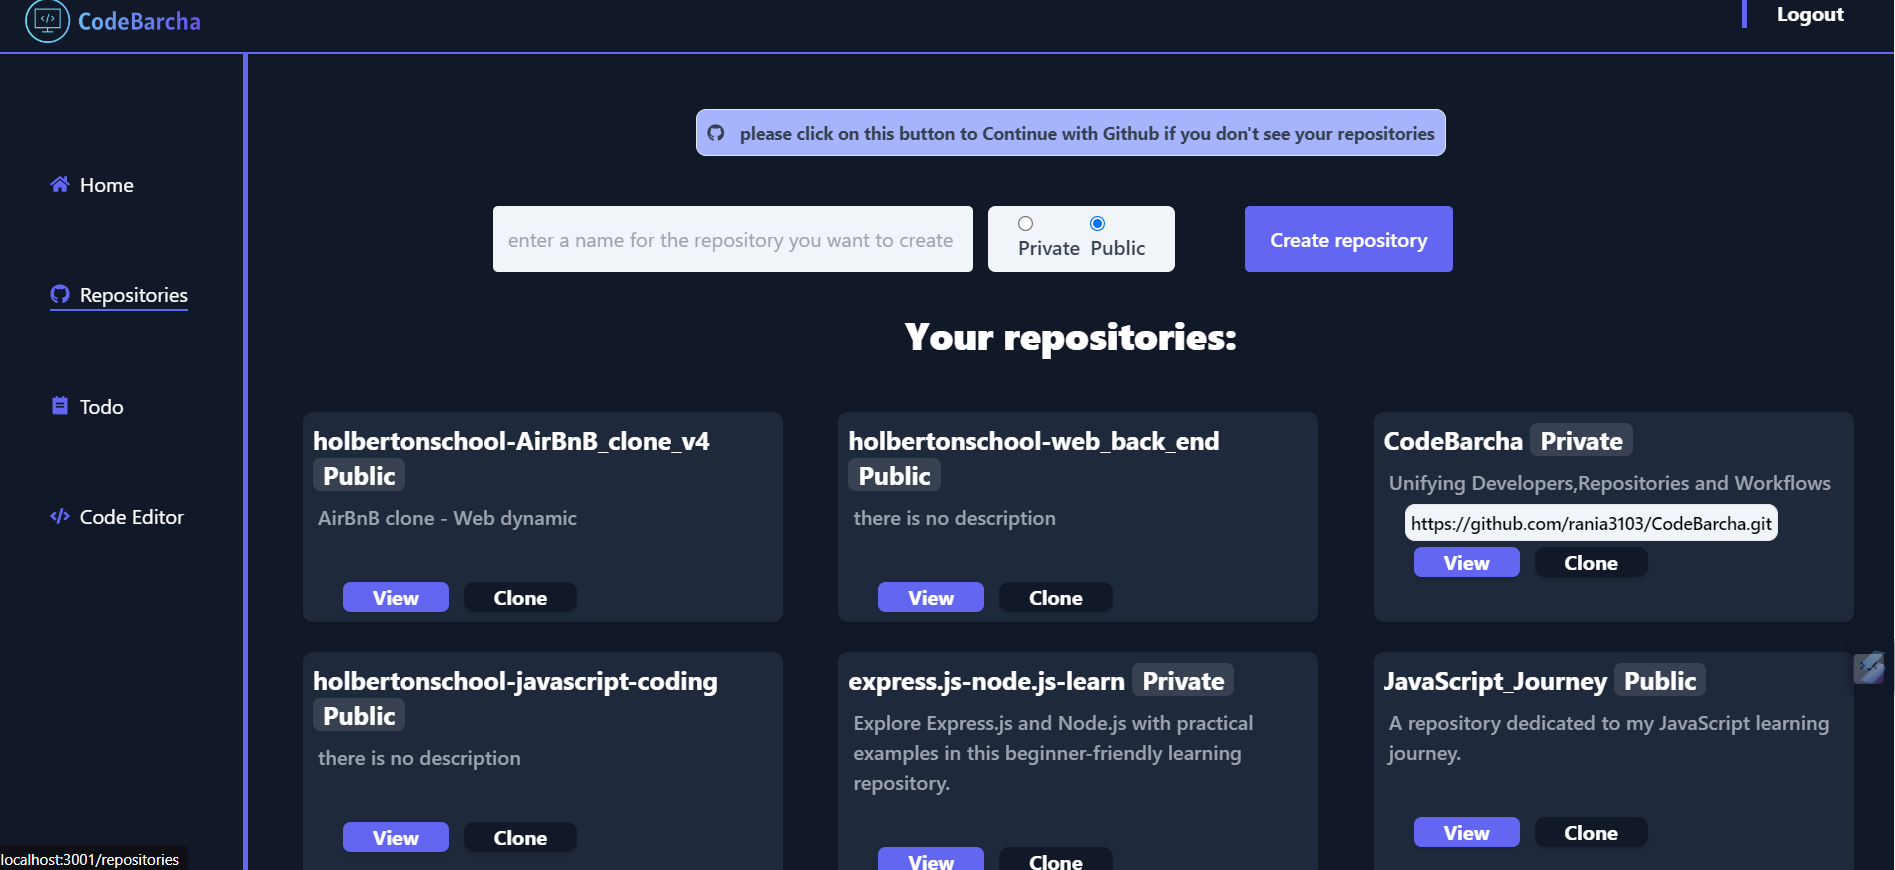 CodeBarcha
Logout
please click on this button to Continue with Github if you don't see your repositories
Home
Repositories
Todo
Code Editor
enter a name for the repository you want to create
Private Public
Create repository
Your repositories:
holbertonschool-AirBnB_clone_v4
Public
AirBnB clone - Web dynamic
View Clone
holbertonschool-web_back_end
Public
there is no description
View Clone
CodeBarcha Private
Unifying Developers,Repositories and Workflows
https://github.com/rania3103/CodeBarcha.git
View Clone
holbertonschool-javascript-coding
Public
there is no description
View Clone
express.js-node.js-learn Private
Explore Express.js and Node.js with practical
examples in this beginner-friendly learning
repository.
View Clone
JavaScript_Journey Public
A repository dedicated to my JavaScript learning
journey.
View Clone
localhost:3001/repositories